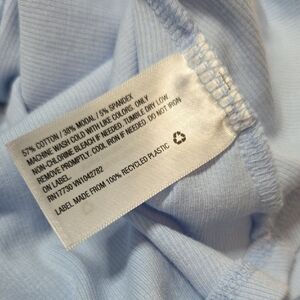 57% COTTON / 38% MODAL / 5% SPANDEX
MACHINE WASH COLD WITH LIKE COLORS. ONLY
NON-CHLORINE BLEACH IF NEEDED. TUMBLE DRY LOW
REMOVE PROMPTLY. COOL IRON IF NEEDED. DO NOT IRON
ON LABEL.
RN17730 VN1042782
LABEL MADE FROM 100% RECYCLED PLASTIC